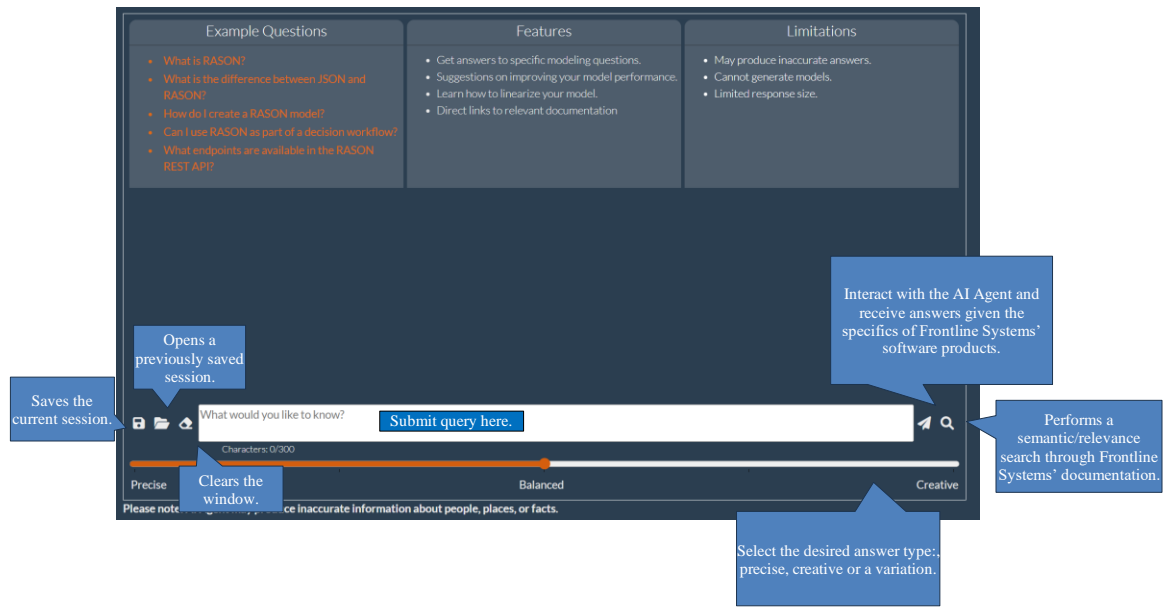 Example Questions
• What is RASON?
• What is the difference between JSON and
RASON?
• How do I create a RASON model?
• Can I use RASON as part of a decision workflow?
• What endpoints are available in the RASON
REST API?
Features
• Get answers to specific modeling questions.
• Suggestions on improving your model performance.
• Learn how to linearize your model.
• Direct links to relevant documentation
Limitations
• May produce inaccurate answers.
• Cannot generate models.
• Limited response size.
Interact with the AI Agent and
receive answers given the
specifics of Frontline Systems'
software products.
Opens a
previously saved
session.
Saves the
current session.
What would you like to know?
Submit query here.
Characters: 0/300
Performs a
semantic/relevance
search through Frontline
Systems' documentation.
Clears the
window.
Precise
Balanced
Creative
Please note inaccurate information about people, places, or facts.
Select the desired answer type:,
precise, creative or a variation.